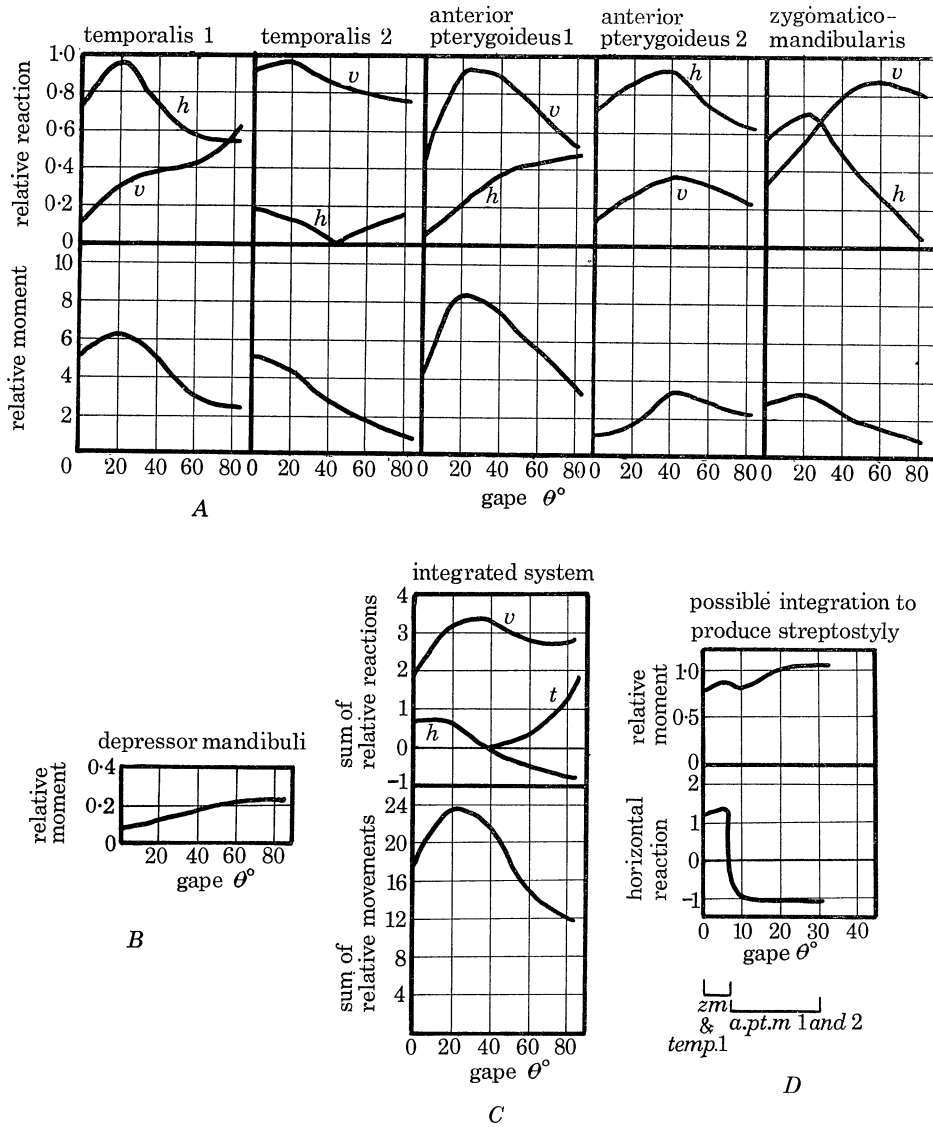 temporalis 1
temporalis 2
anterior
pterygoideus 1
anterior
pterygoideus 2
zygomatico-
mandibularis
relative reaction
1·0
0·8
0·6
0·4
0·2
0
h
v
v
h
v
h
h
v
v
h
relative moment
10
8
6
4
2
0 20 40 60 80 0 20 40 60 80 0 20 40 60 80 0 20 40 60 80 0 20 40 60 80
gape θ°
A
integrated system
sum of
relative reactions
4
3
2
1
0
−1
v
t
h
sum of
relative movements
24
20
16
12
8
4
0 20 40 60 80
gape θ°
C
depressor mandibuli
relative
moment
0·4
0·2
0
20 40 60 80
gape θ°
B
possible integration to
produce streptostyly
relative
moment
1·0
0·5
0
horizontal
reaction
2
1
0
−1
0 10 20 30 40
gape θ°
zm
&
temp.1
a.pt.m 1 and 2
D